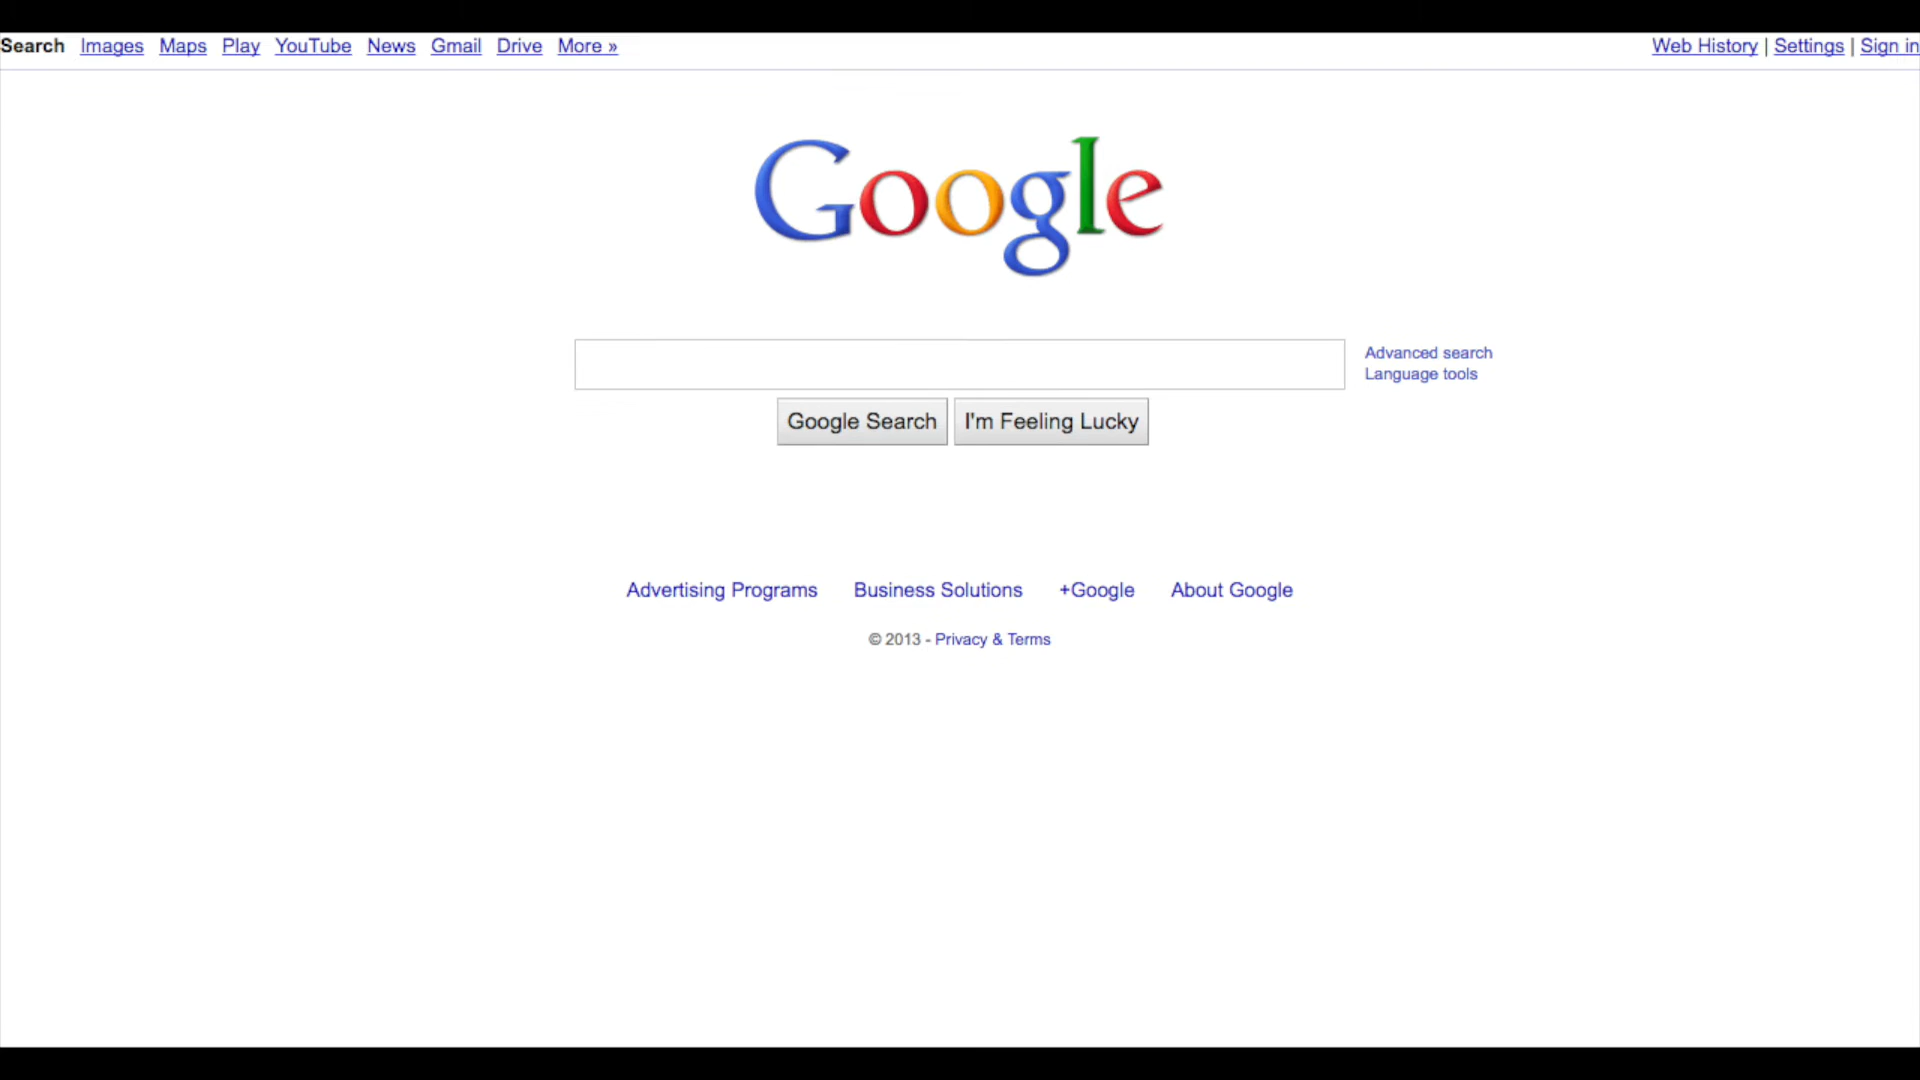 Search Images Maps Play YouTube News Gmail Drive More » Web History | Settings | Sign in
Google
Advanced search
Language tools
Google Search I'm Feeling Lucky
Advertising Programs Business Solutions +Google About Google
© 2013 - Privacy & Terms